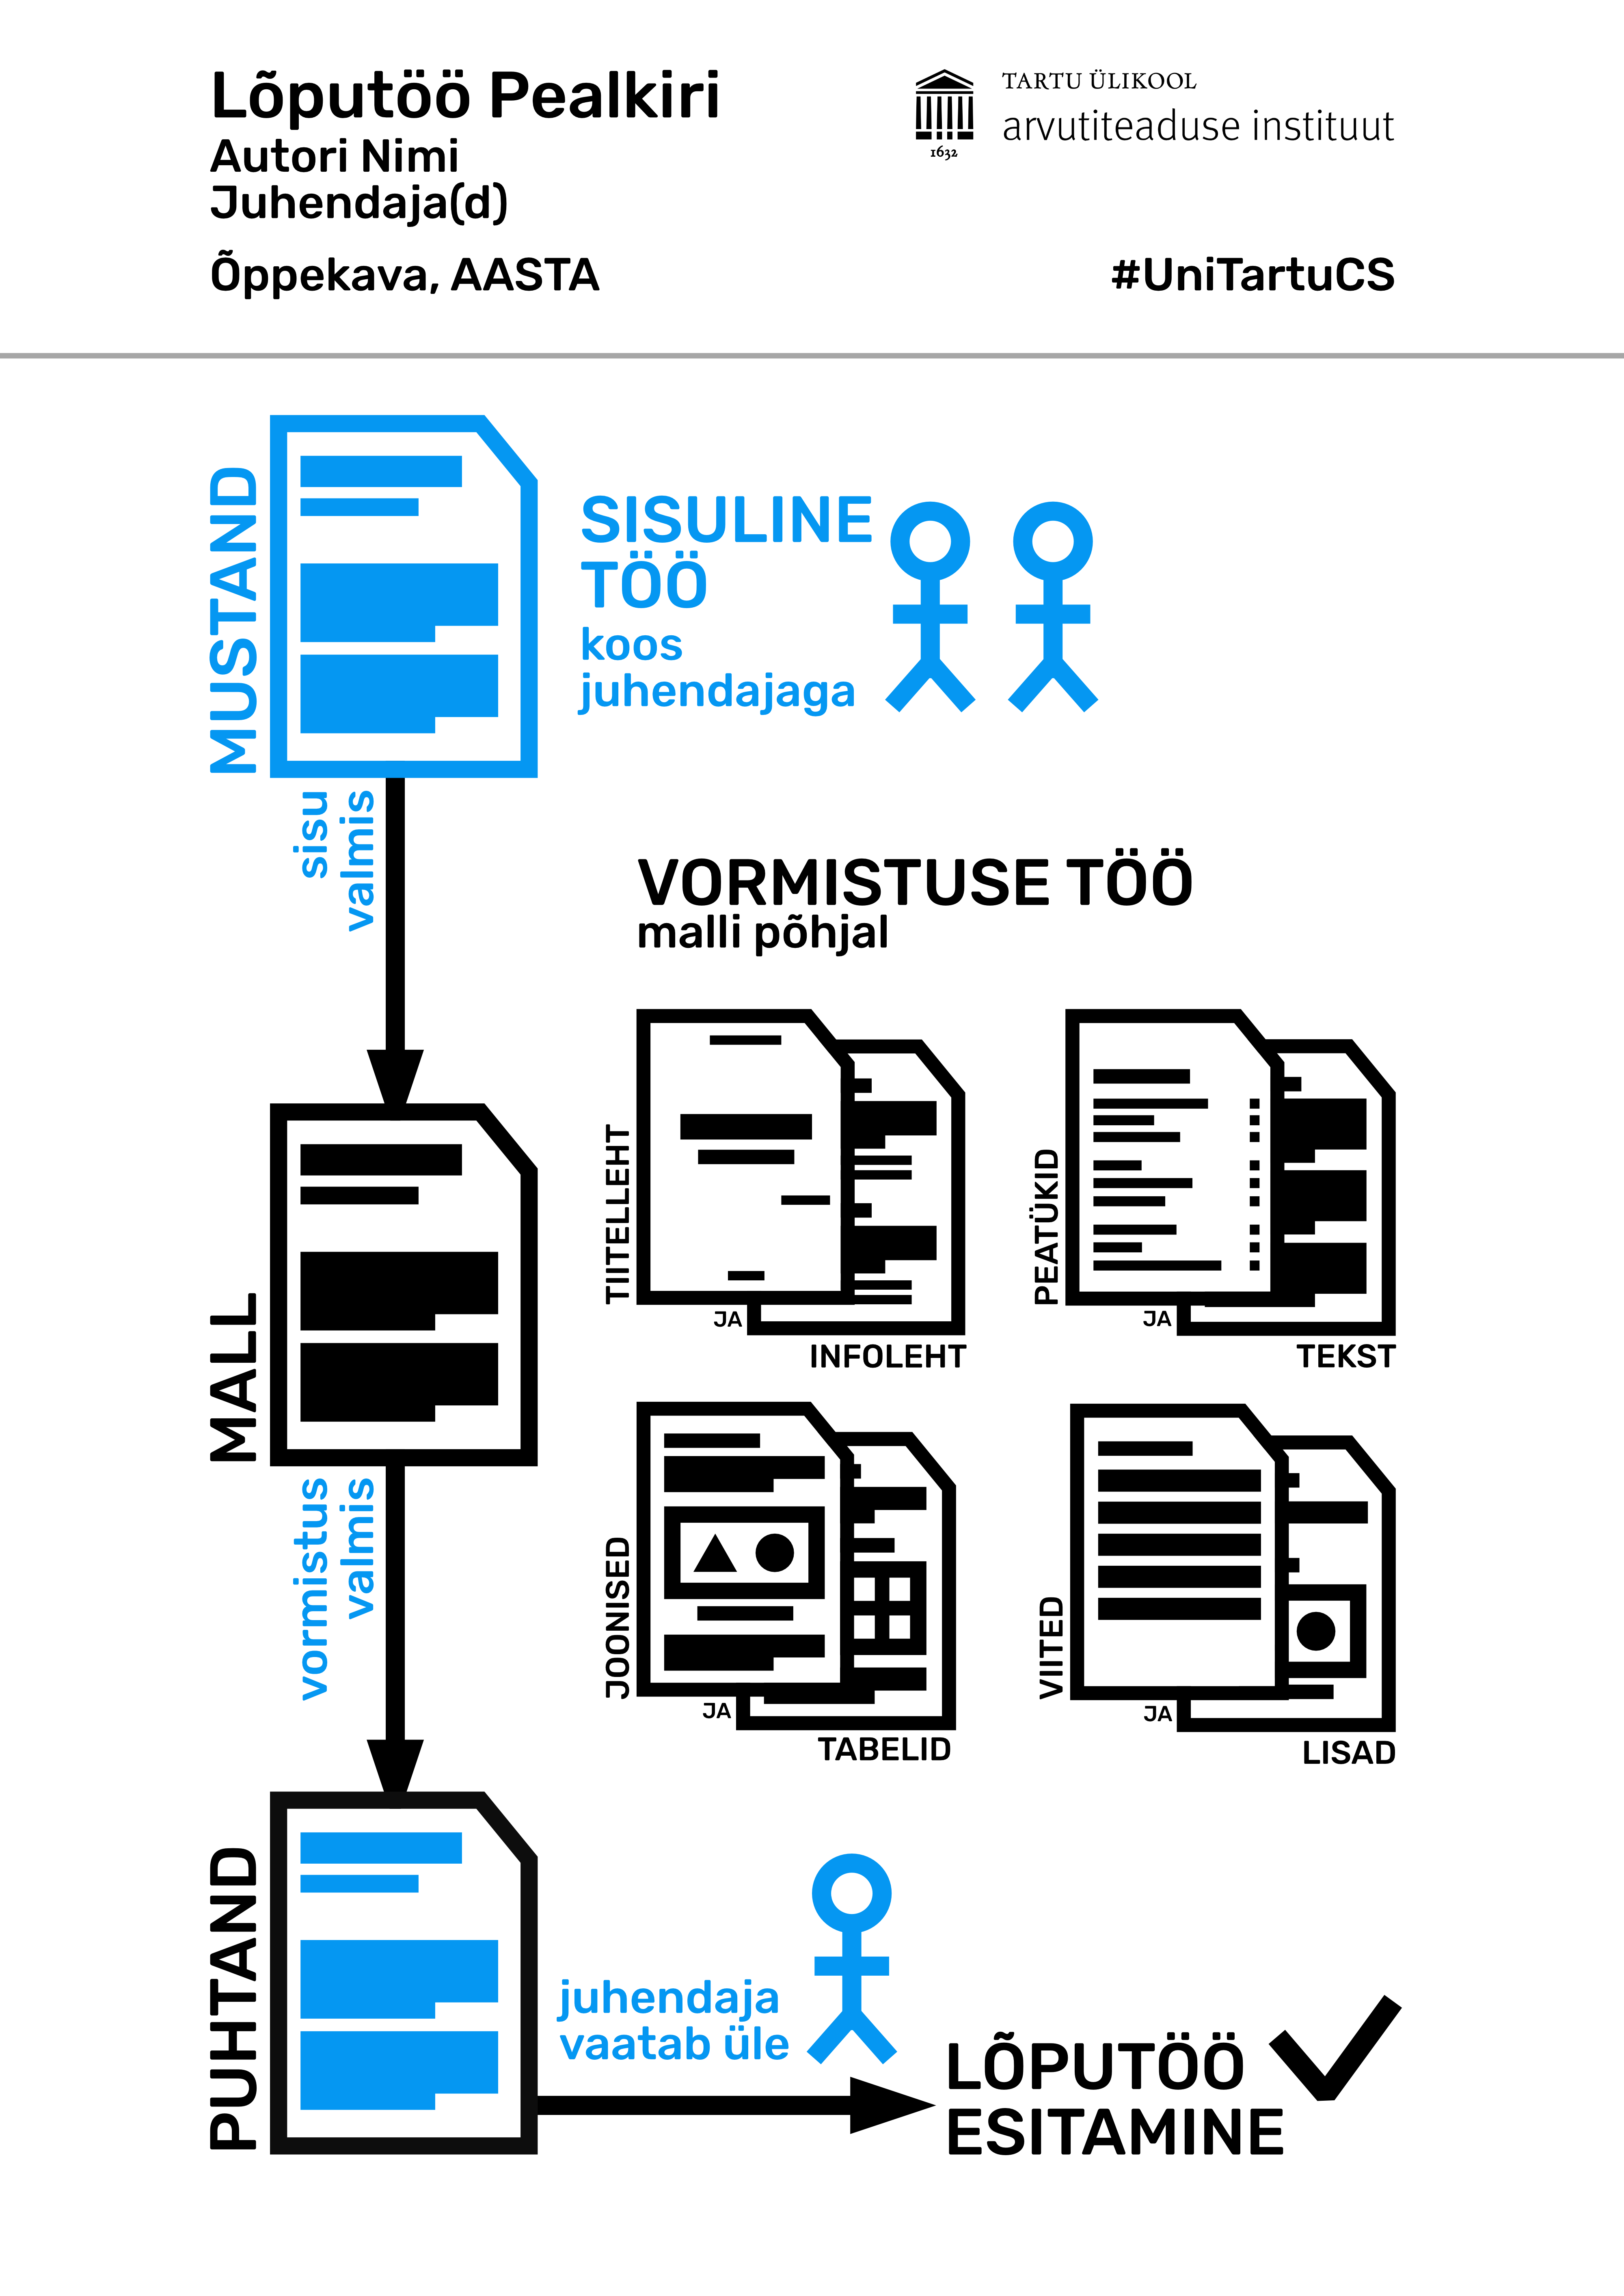 Lõputöö Pealkiri
Autori Nimi
Juhendaja(d)
Õppekava, AASTA
TARTU ÜLIKOOL
arvutiteaduse instituut
1632
#UniTartuCS
MUSTAND
SISULINE
TÖÖ
koos
juhendajaga
sisu
valmis
VORMISTUSE TÖÖ
malli põhjal
MALL
TIITELLEHT
JA
INFOLEHT
PEATÜKID
JA
TEKST
JOONISED
JA
TABELID
VIITED
JA
LISAD
vormistus
valmis
PUHTAND
juhendaja
vaatab üle
LÕPUTÖÖ
ESITAMINE